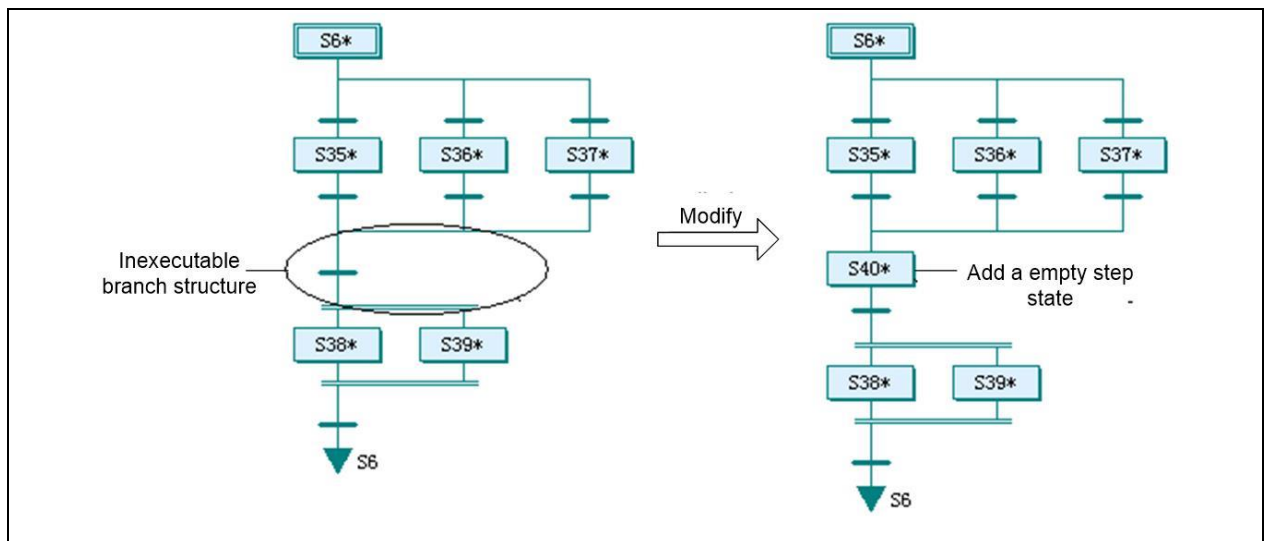 S6*
S35*
S36*
S37*
Inexecutable
branch structure
S38*
S39*
S6
Modify
S6*
S35*
S36*
S37*
S40*
Add a empty step
state
S38*
S39*
S6